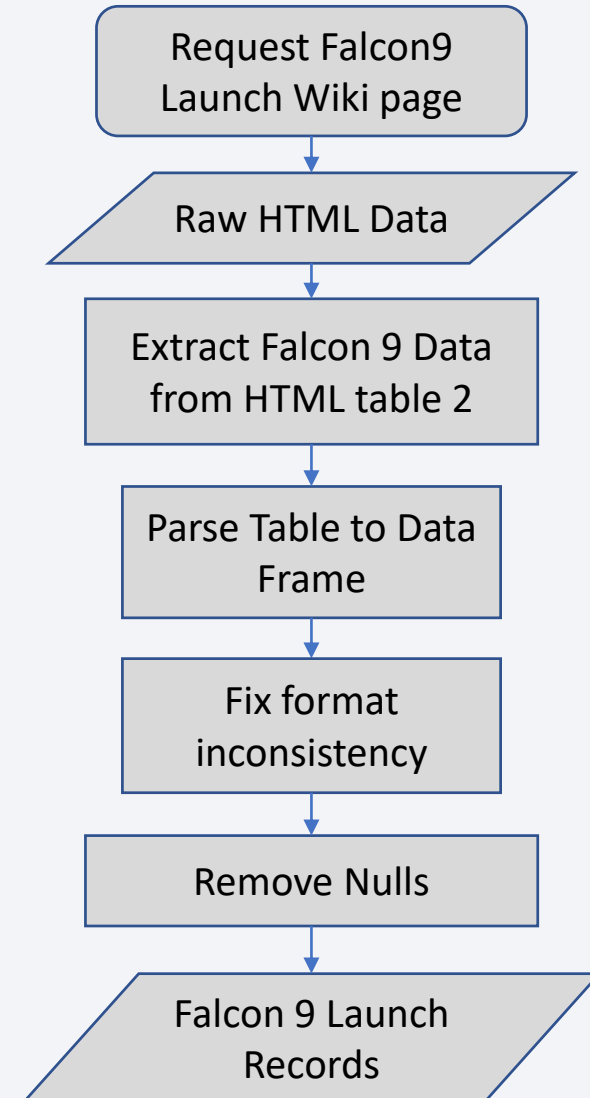 Request Falcon9
Launch Wiki page
Raw HTML Data
Extract Falcon 9 Data
from HTML table 2
Parse Table to Data
Frame
Fix format
inconsistency
Remove Nulls
Falcon 9 Launch
Records